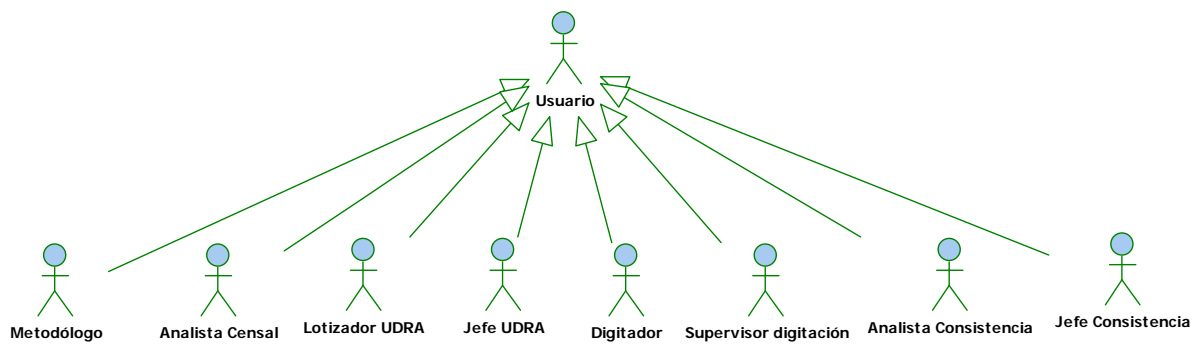 Usuario
Metodólogo
Analista Censal
Lotizador UDRA
Jefe UDRA
Digitador
Supervisor digitación
Analista Consistencia
Jefe Consistencia